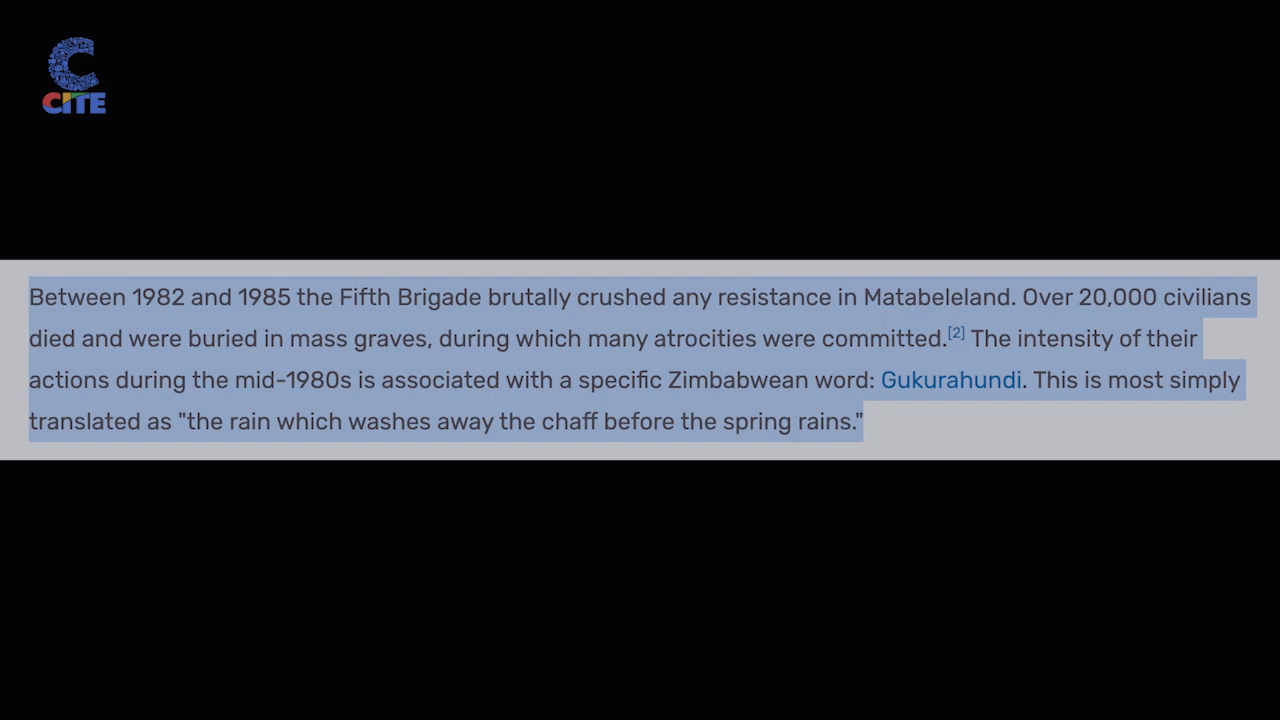 C
CITE
Between 1982 and 1985 the Fifth Brigade brutally crushed any resistance in Matabeleland. Over 20,000 civilians
died and were buried in mass graves, during which many atrocities were committed.[2] The intensity of their
actions during the mid-1980s is associated with a specific Zimbabwean word: Gukurahundi. This is most simply
translated as "the rain which washes away the chaff before the spring rains."